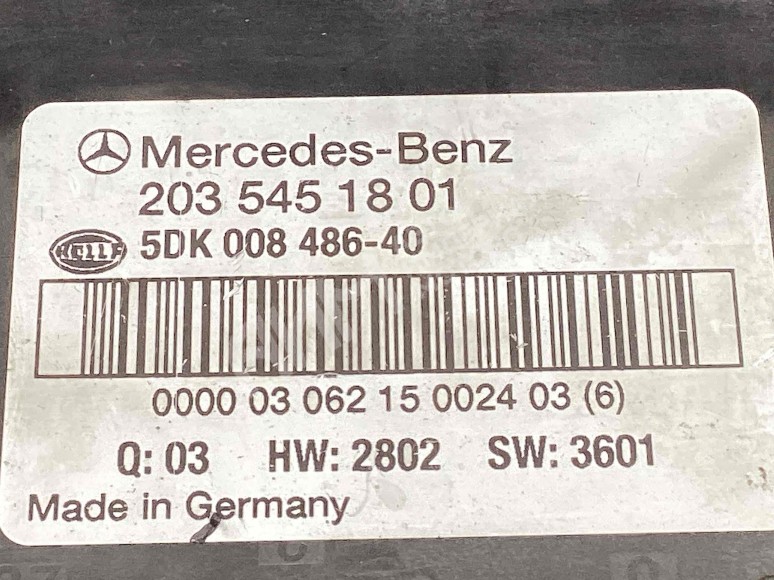 Mercedes-Benz
203 545 18 01
HELLA 5DK 008 486-40
0000 03 062 15 0024 03 (6)
Q: 03 HW: 2802 SW: 3601
Made in Germany